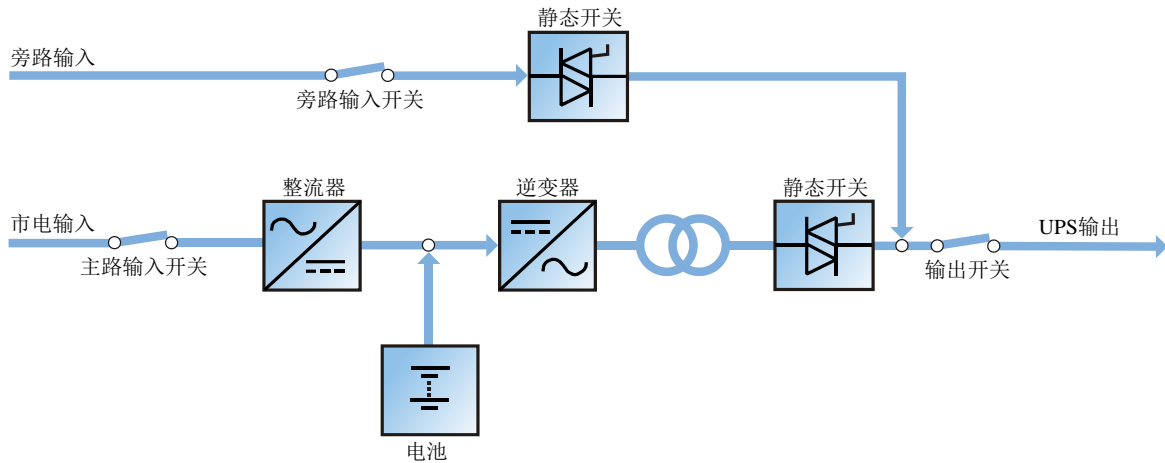 静态开关
旁路输入
旁路输入开关
整流器
逆变器
静态开关
市电输入
UPS输出
主路输入开关
输出开关
电池